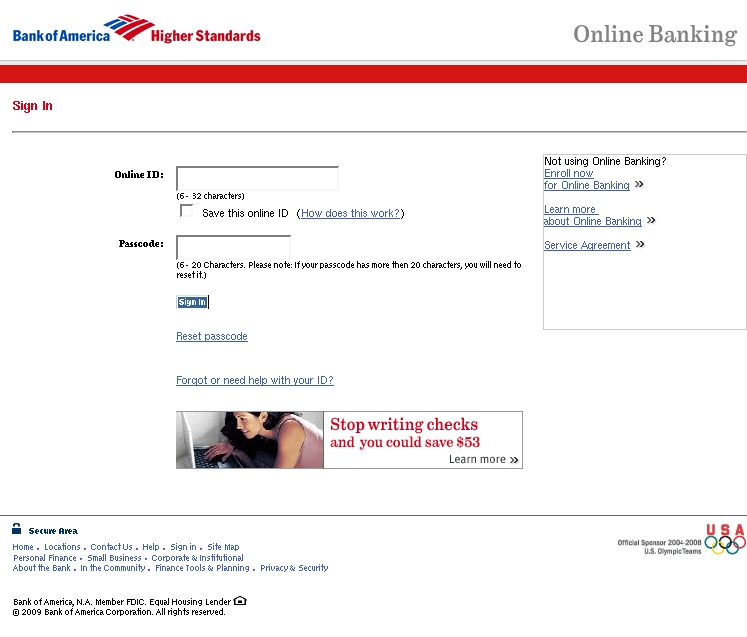 Bank of America Higher Standards
Online Banking
Sign In
Online ID:
(6 - 32 characters)
Save this online ID (How does this work?)
Passcode:
(6 - 20 Characters. Please note: If your passcode has more then 20 characters, you will need to
reset it.)
Sign In
Reset passcode
Forgot or need help with your ID?
Not using Online Banking?
Enroll now
for Online Banking »
Learn more
about Online Banking »
Service Agreement »
Stop writing checks
and you could save $53
Learn more »
Secure Area
Home . Locations . Contact Us . Help . Sign in . Site Map
Personal Finance . Small Business . Corporate & Institutional
About the Bank . In the Community . Finance Tools & Planning . Privacy & Security
USA
Official Sponsor 2004-2008
U.S. Olympic Teams
Bank of America, N.A. Member FDIC. Equal Housing Lender
© 2009 Bank of America Corporation. All rights reserved.